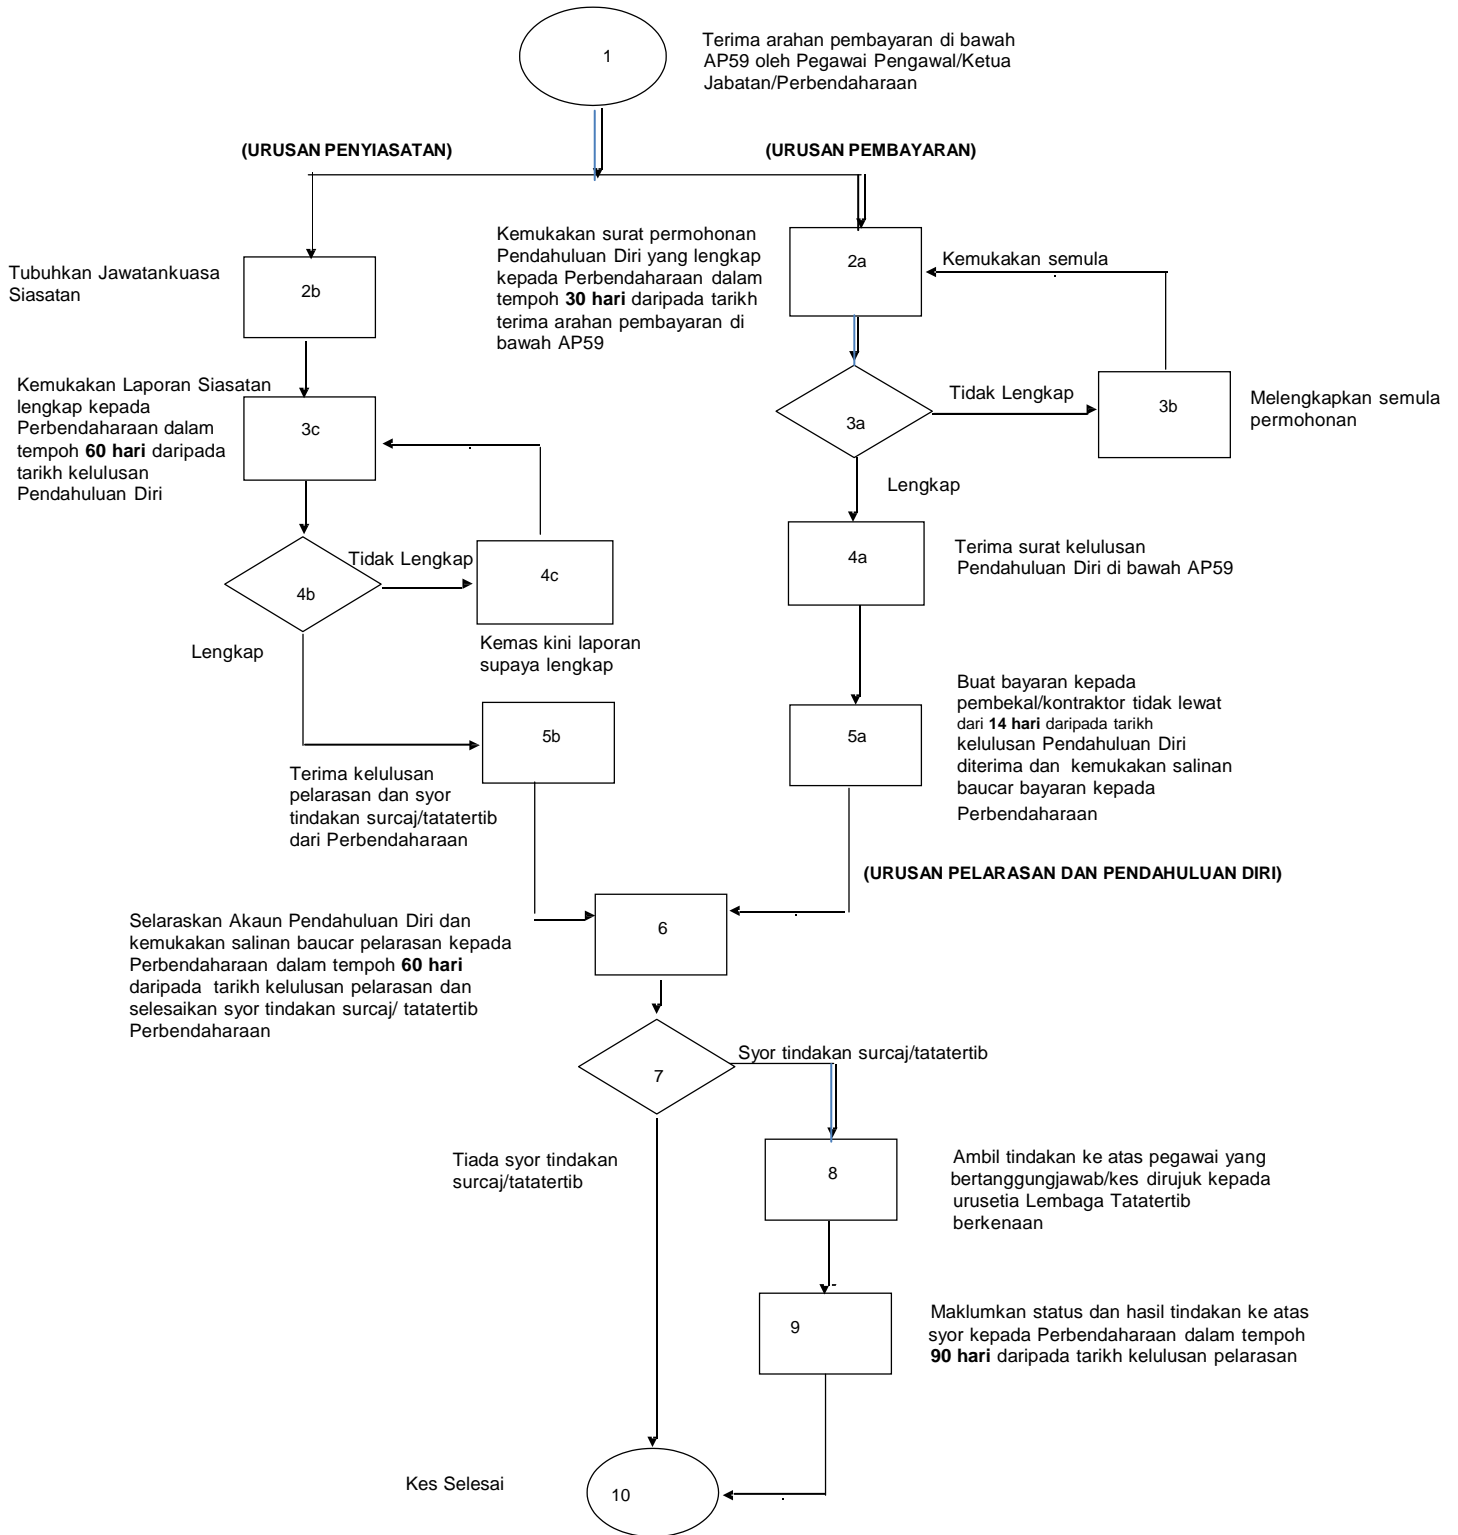 1
Terima arahan pembayaran di bawah
AP59 oleh Pegawai Pengawal/Ketua
Jabatan/Perbendaharaan
(URUSAN PENYIASATAN)
(URUSAN PEMBAYARAN)
Tubuhkan Jawatankuasa
Siasatan
2b
Kemukakan surat permohonan
Pendahuluan Diri yang lengkap
kepada Perbendaharaan dalam
tempoh 30 hari daripada tarikh
terima arahan pembayaran di
bawah AP59
2a
Kemukakan semula
Kemukakan Laporan Siasatan
lengkap kepada
Perbendaharaan dalam
tempoh 60 hari daripada
tarikh kelulusan
Pendahuluan Diri
3c
3a
Tidak Lengkap
3b
Melengkapkan semula
permohonan
Lengkap
4b
Tidak Lengkap
4c
Kemas kini laporan
supaya lengkap
4a
Terima surat kelulusan
Pendahuluan Diri di bawah AP59
Lengkap
5b
Terima kelulusan
pelarasan dan syor
tindakan surcaj/tatatertib
dari Perbendaharaan
5a
Buat bayaran kepada
pembekal/kontraktor tidak lewat
dari 14 hari daripada tarikh
kelulusan Pendahuluan Diri
diterima dan kemukakan salinan
baucar bayaran kepada
Perbendaharaan
(URUSAN PELARASAN DAN PENDAHULUAN DIRI)
Selaraskan Akaun Pendahuluan Diri dan
kemukakan salinan baucar pelarasan kepada
Perbendaharaan dalam tempoh 60 hari
daripada tarikh kelulusan pelarasan dan
selesaikan syor tindakan surcaj/ tatatertib
Perbendaharaan
6
7
Syor tindakan surcaj/tatatertib
Tiada syor tindakan
surcaj/tatatertib
8
Ambil tindakan ke atas pegawai yang
bertanggungjawab/kes dirujuk kepada
urusetia Lembaga Tatatertib
berkenaan
9
Maklumkan status dan hasil tindakan ke atas
syor kepada Perbendaharaan dalam tempoh
90 hari daripada tarikh kelulusan pelarasan
Kes Selesai
10